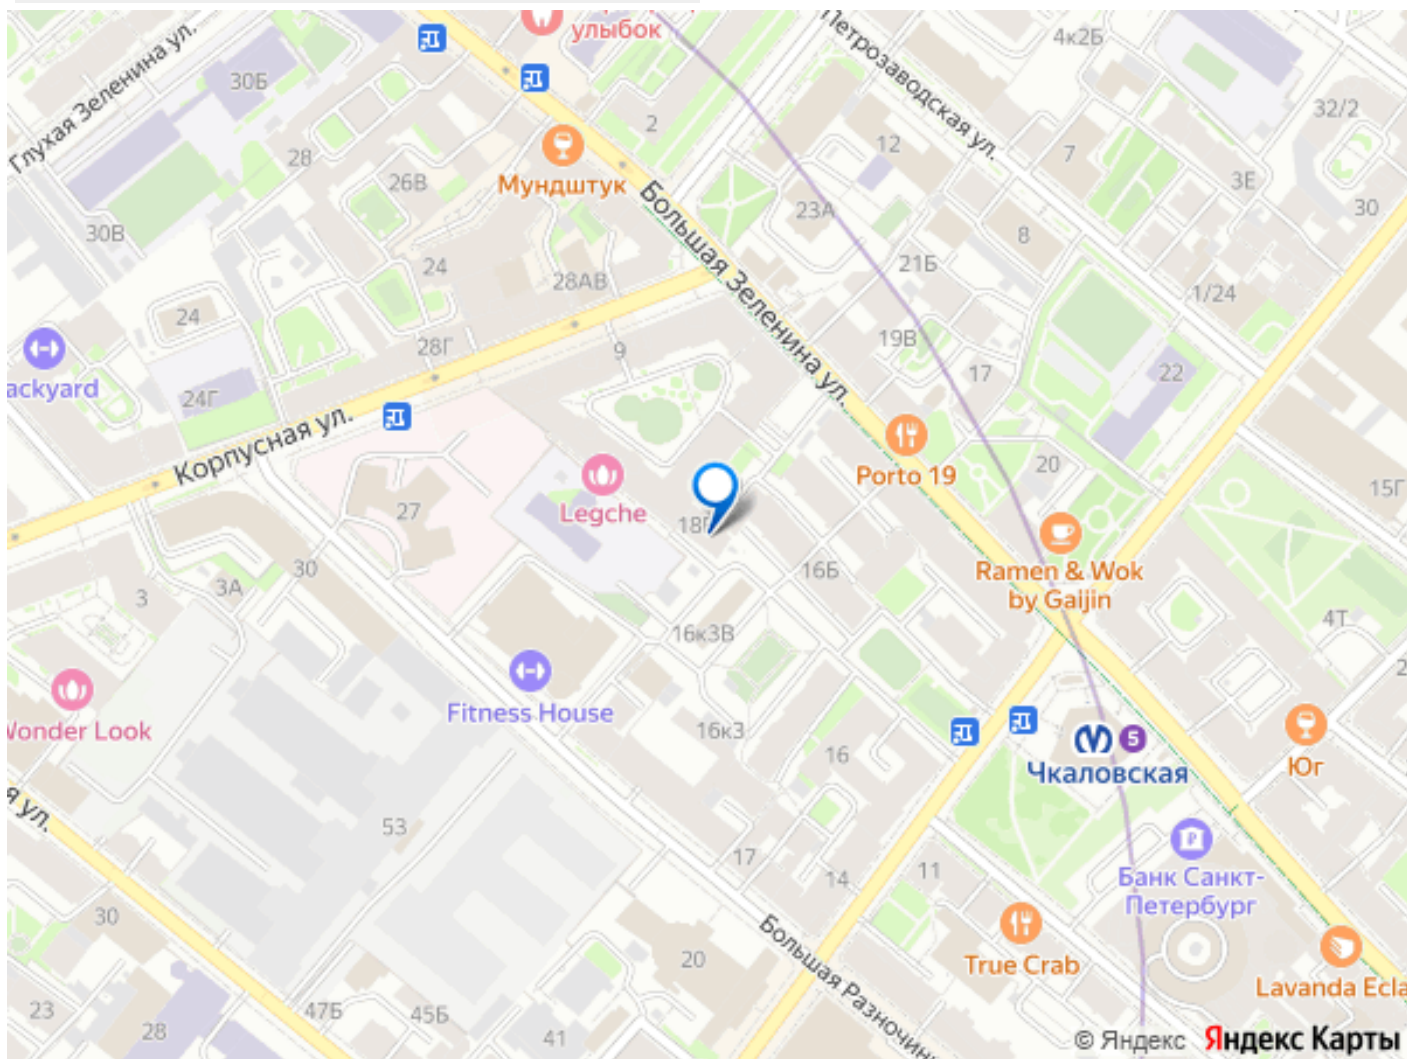 улыбок
Глухая Зеленина ул.
Петрозаводская ул.
4к2Б
30Б
32/2
2
12
7
28
26В
Мундштук
3Е
23А
30
30В
Большая Зеленина ул.
8
24
28АВ
21Б
1/24
24
19В
28Г
9
17
22
ackyard
24Г
Корпусная ул.
Porto 19
20
15Г
Legche
27
16Б
Ramen & Wok
by Gaijin
30
3А
3
4Т
16к3В
Fitness House
Wonder Look
16к3
16
5
Чкаловская
Юг
я ул.
53
17
14
11
Банк Санкт-
Петербург
30
Большая Разночин
20
True Crab
Lavanda Ecla
23
28
47Б
45Б
41
© Яндекс Яндекс Карты